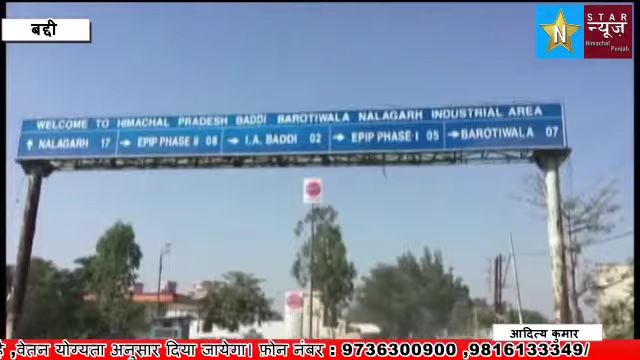 बद्दी
N
STAR
न्यूज़
Himachal
Punjab
WELCOME TO HIMACHAL PRADESH BADDI BAROTIWALA NALAGARH INDUSTRIAL AREA
NALAGARH 17 EPIP PHASE II 08 I.A. BADDI 02 EPIP PHASE I 05 BAROTIWALA 07
आदित्य कुमार
है ,वेतन योग्यता अनुसार दिया जायेगा। फ़ोन नंबर : 9736300900 ,9816133349/